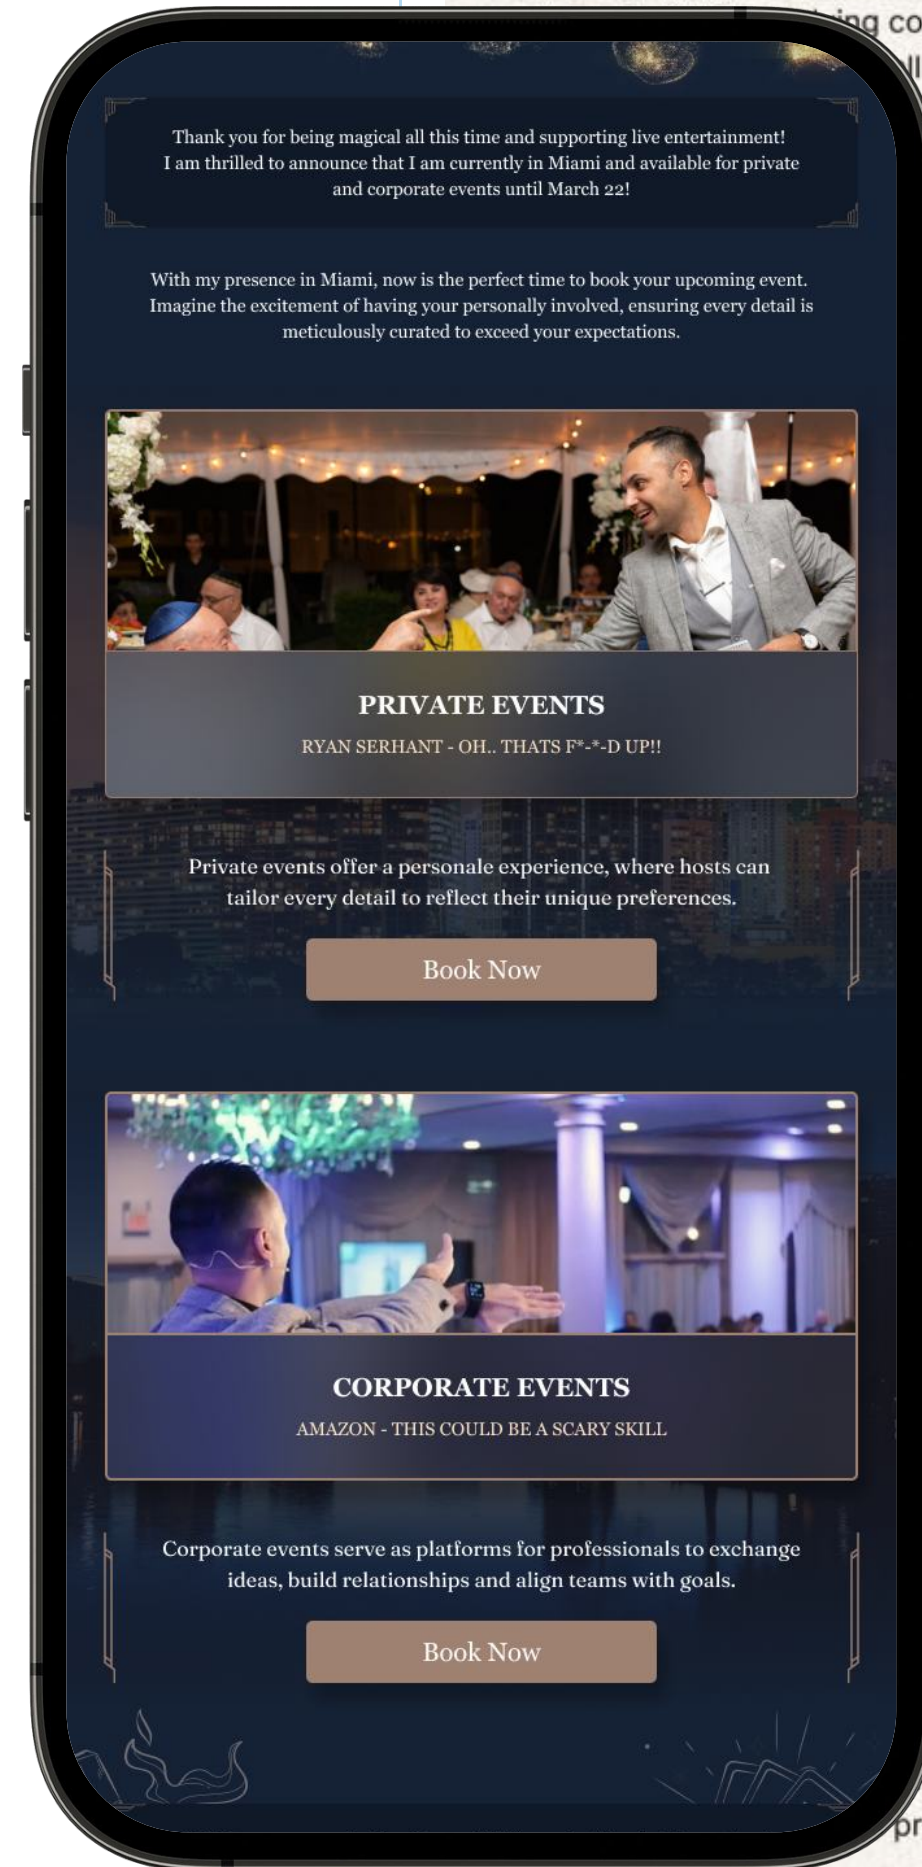 ing co
Thank you for being magical all this time and supporting live entertainment!
I am thrilled to announce that I am currently in Miami and available for private
and corporate events until March 22!
With my presence in Miami, now is the perfect time to book your upcoming event.
Imagine the excitement of having your personally involved, ensuring every detail is
meticulously curated to exceed your expectations.
PRIVATE EVENTS
RYAN SERHANT - OH.. THATS F*-*-D UP!!
Private events offer a personale experience, where hosts can
tailor every detail to reflect their unique preferences.
Book Now
CORPORATE EVENTS
AMAZON - THIS COULD BE A SCARY SKILL
Corporate events serve as platforms for professionals to exchange
ideas, build relationships and align teams with goals.
Book Now
pr